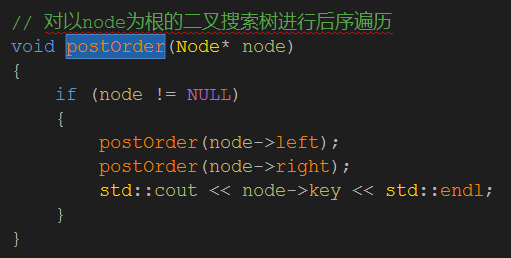 // 对以node为根的二叉搜索树进行后序遍历
void postOrder(Node* node)
{
    if (node != NULL)
    {
        postOrder(node->left);
        postOrder(node->right);
        std::cout << node->key << std::endl;
    }
}